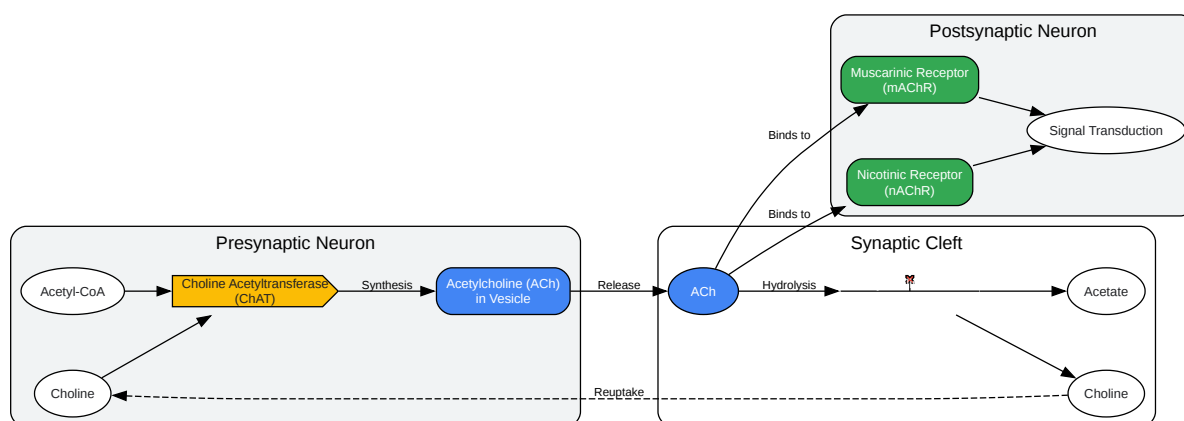 Postsynaptic Neuron
Muscarinic Receptor
(mAChR)
Signal Transduction
Binds to
Nicotinic Receptor
(nAChR)
Binds to
Presynaptic Neuron
Synaptic Cleft
Acetyl-CoA
Choline Acetyltransferase
(ChAT)
Synthesis
Acetylcholine (ACh)
in Vesicle
Release
ACh
Hydrolysis
Acetate
Choline
Reuptake
Choline